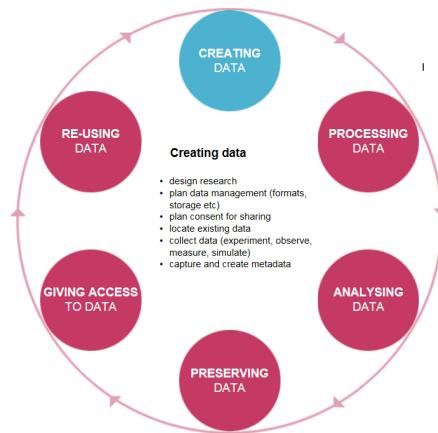 CREATING
DATA
I
RE-USING
DATA
PROCESSING
DATA
Creating data
• design research
• plan data management (formats,
storage etc)
• plan consent for sharing
• locate existing data
• collect data (experiment, observe,
measure, simulate)
• capture and create metadata
GIVING ACCESS
TO DATA
ANALYSING
DATA
PRESERVING
DATA